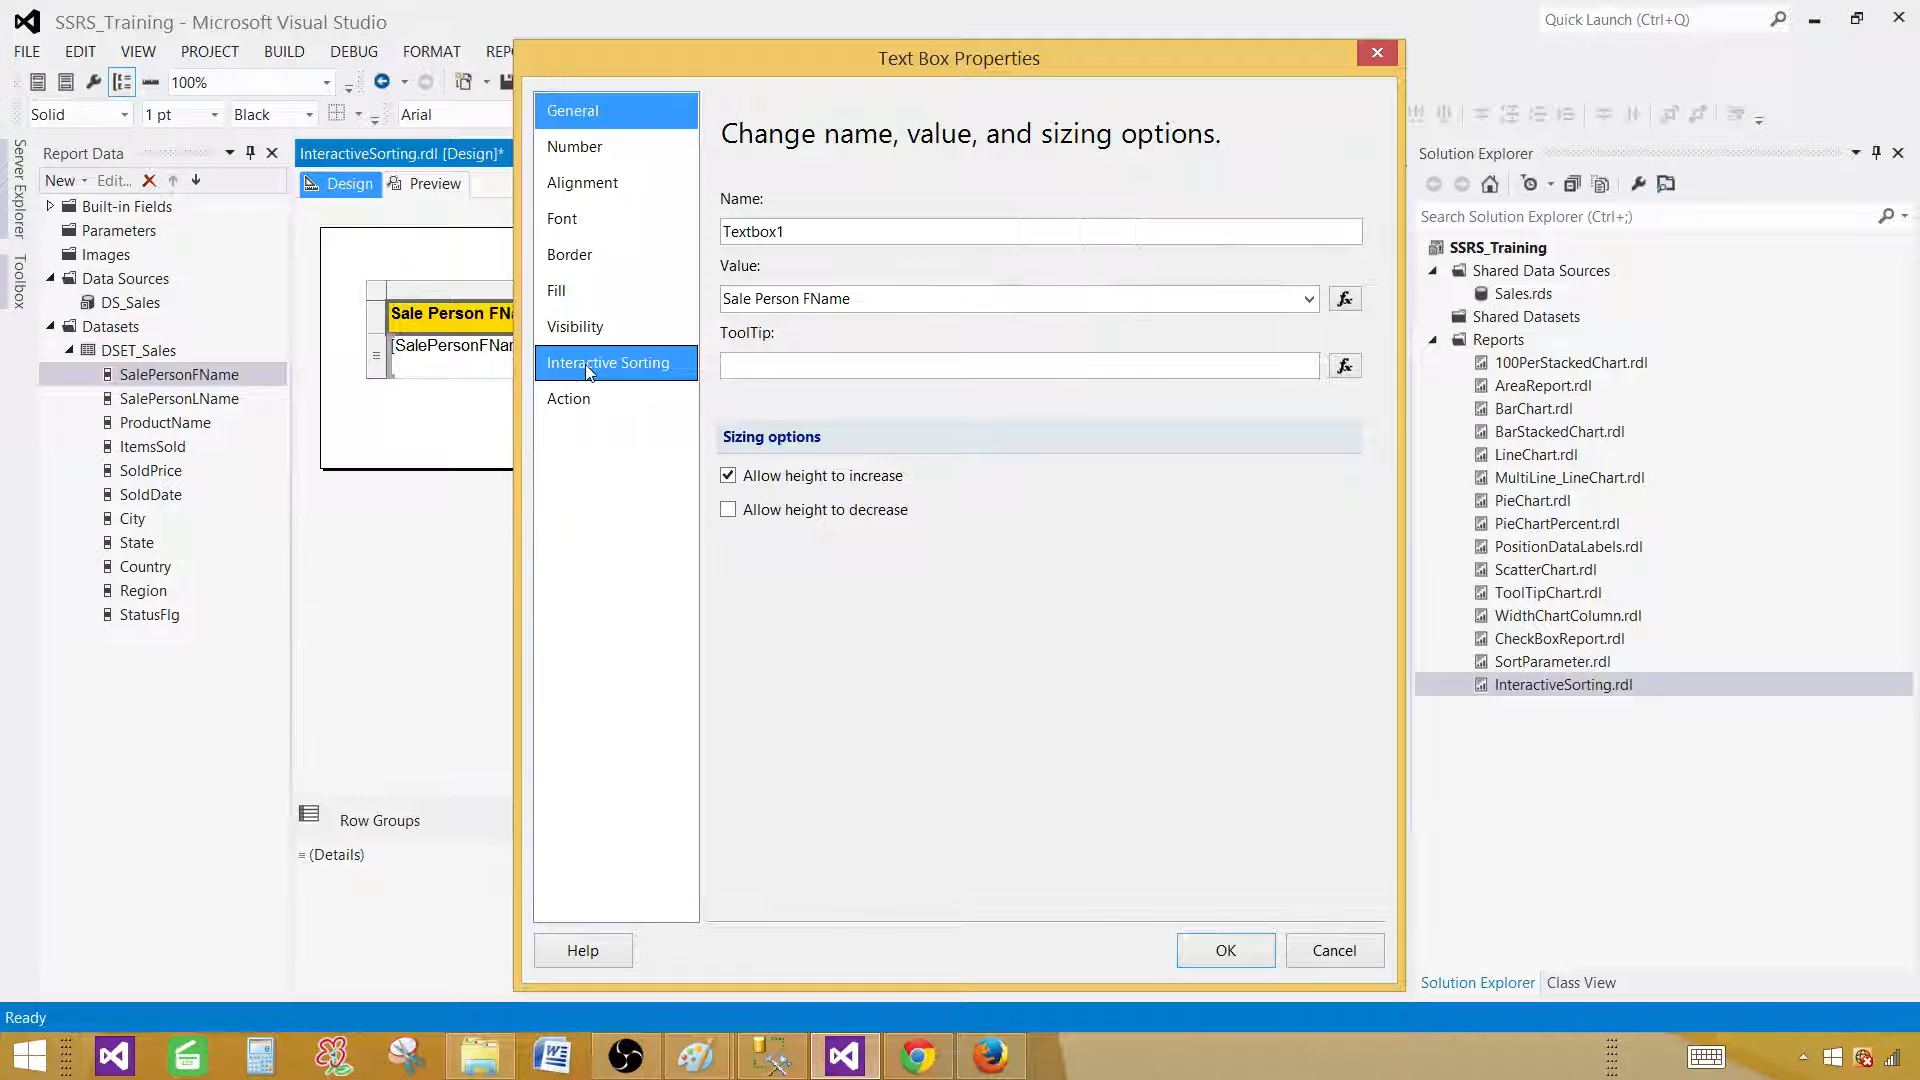 SSRS_Training - Microsoft Visual Studio
Quick Launch (Ctrl+Q)
FILE EDIT VIEW PROJECT BUILD DEBUG FORMAT REP
100%
Solid 1 pt Black Arial
Server Explorer
Toolbox
Report Data
New Edit...
Built-in Fields
Parameters
Images
Data Sources
DS_Sales
Datasets
DSET_Sales
SalePersonFName
SalePersonLName
ProductName
ItemsSold
SoldPrice
SoldDate
City
State
Country
Region
StatusFlg
InteractiveSorting.rdl [Design]*
Design Preview
Sale Person FNa
[SalePersonFNar
Row Groups
(Details)
Text Box Properties
General
Number
Alignment
Font
Border
Fill
Visibility
Interactive Sorting
Action
Change name, value, and sizing options.
Name:
Textbox1
Value:
Sale Person FName
fx
ToolTip:
fx
Sizing options
Allow height to increase
Allow height to decrease
Help OK Cancel
Solution Explorer
Search Solution Explorer (Ctrl+;)
SSRS_Training
Shared Data Sources
Sales.rds
Shared Datasets
Reports
100PerStackedChart.rdl
AreaReport.rdl
BarChart.rdl
BarStackedChart.rdl
LineChart.rdl
MultiLine_LineChart.rdl
PieChart.rdl
PieChartPercent.rdl
PositionDataLabels.rdl
ScatterChart.rdl
ToolTipChart.rdl
WidthChartColumn.rdl
CheckBoxReport.rdl
SortParameter.rdl
InteractiveSorting.rdl
Solution Explorer Class View
Ready